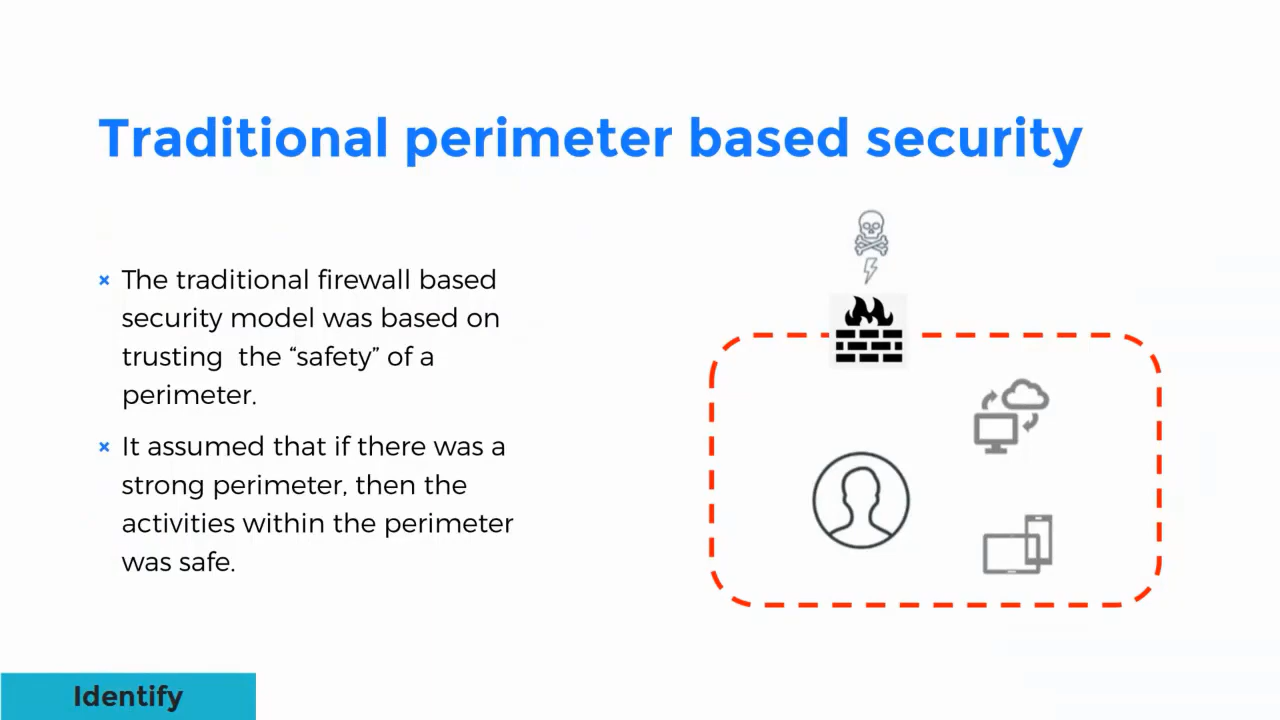 Traditional perimeter based security
× The traditional firewall based
security model was based on
trusting  the “safety” of a
perimeter.
× It assumed that if there was a
strong perimeter, then the
activities within the perimeter
was safe.
Identify